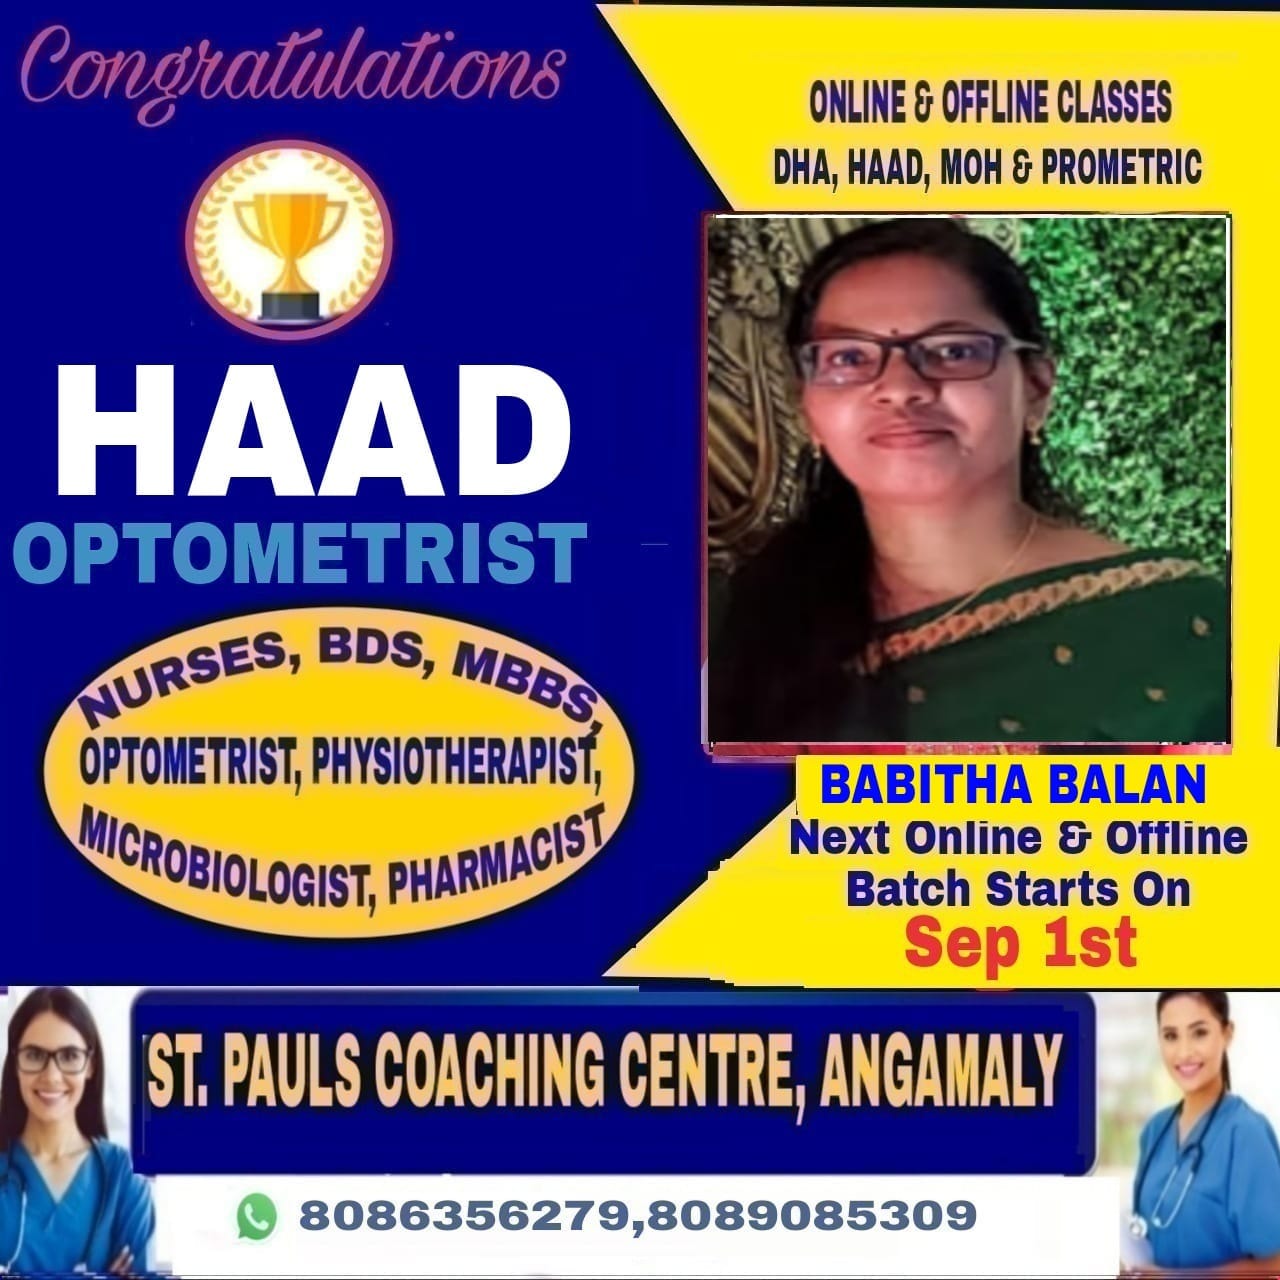 Congratulations
HAAD
OPTOMETRIST
NURSES, BDS, MBBS,
OPTOMETRIST, PHYSIOTHERAPIST,
MICROBIOLOGIST, PHARMACIST
ONLINE & OFFLINE CLASSES
DHA, HAAD, MOH & PROMETRIC
BABITHA BALAN
Next Online & Offline
Batch Starts On
Sep 1st
ST. PAULS COACHING CENTRE, ANGAMALY
8086356279,8089085309